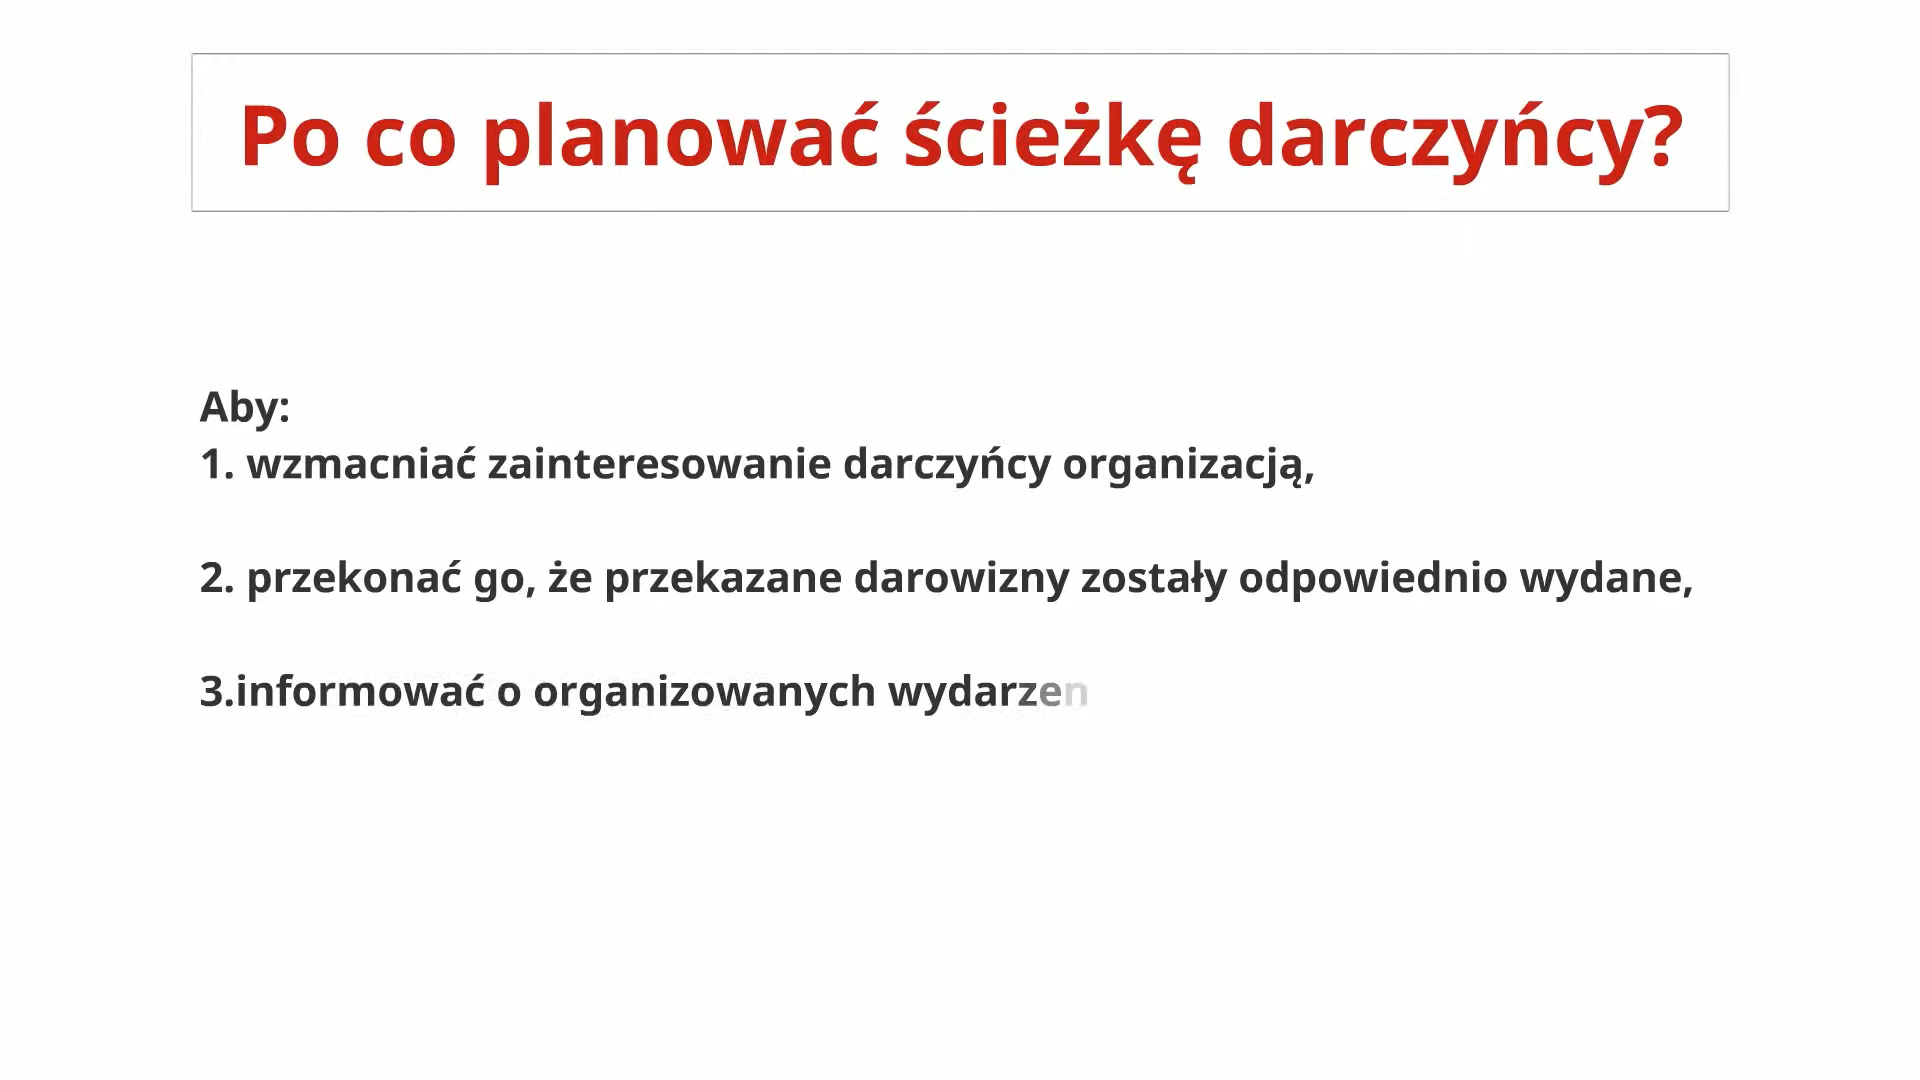 Po co planować ścieżkę darczyńcy?
Aby:
1. wzmacniać zainteresowanie darczyńcy organizacją,
2. przekonać go, że przekazane darowizny zostały odpowiednio wydane,
3.informować o organizowanych wydarzen